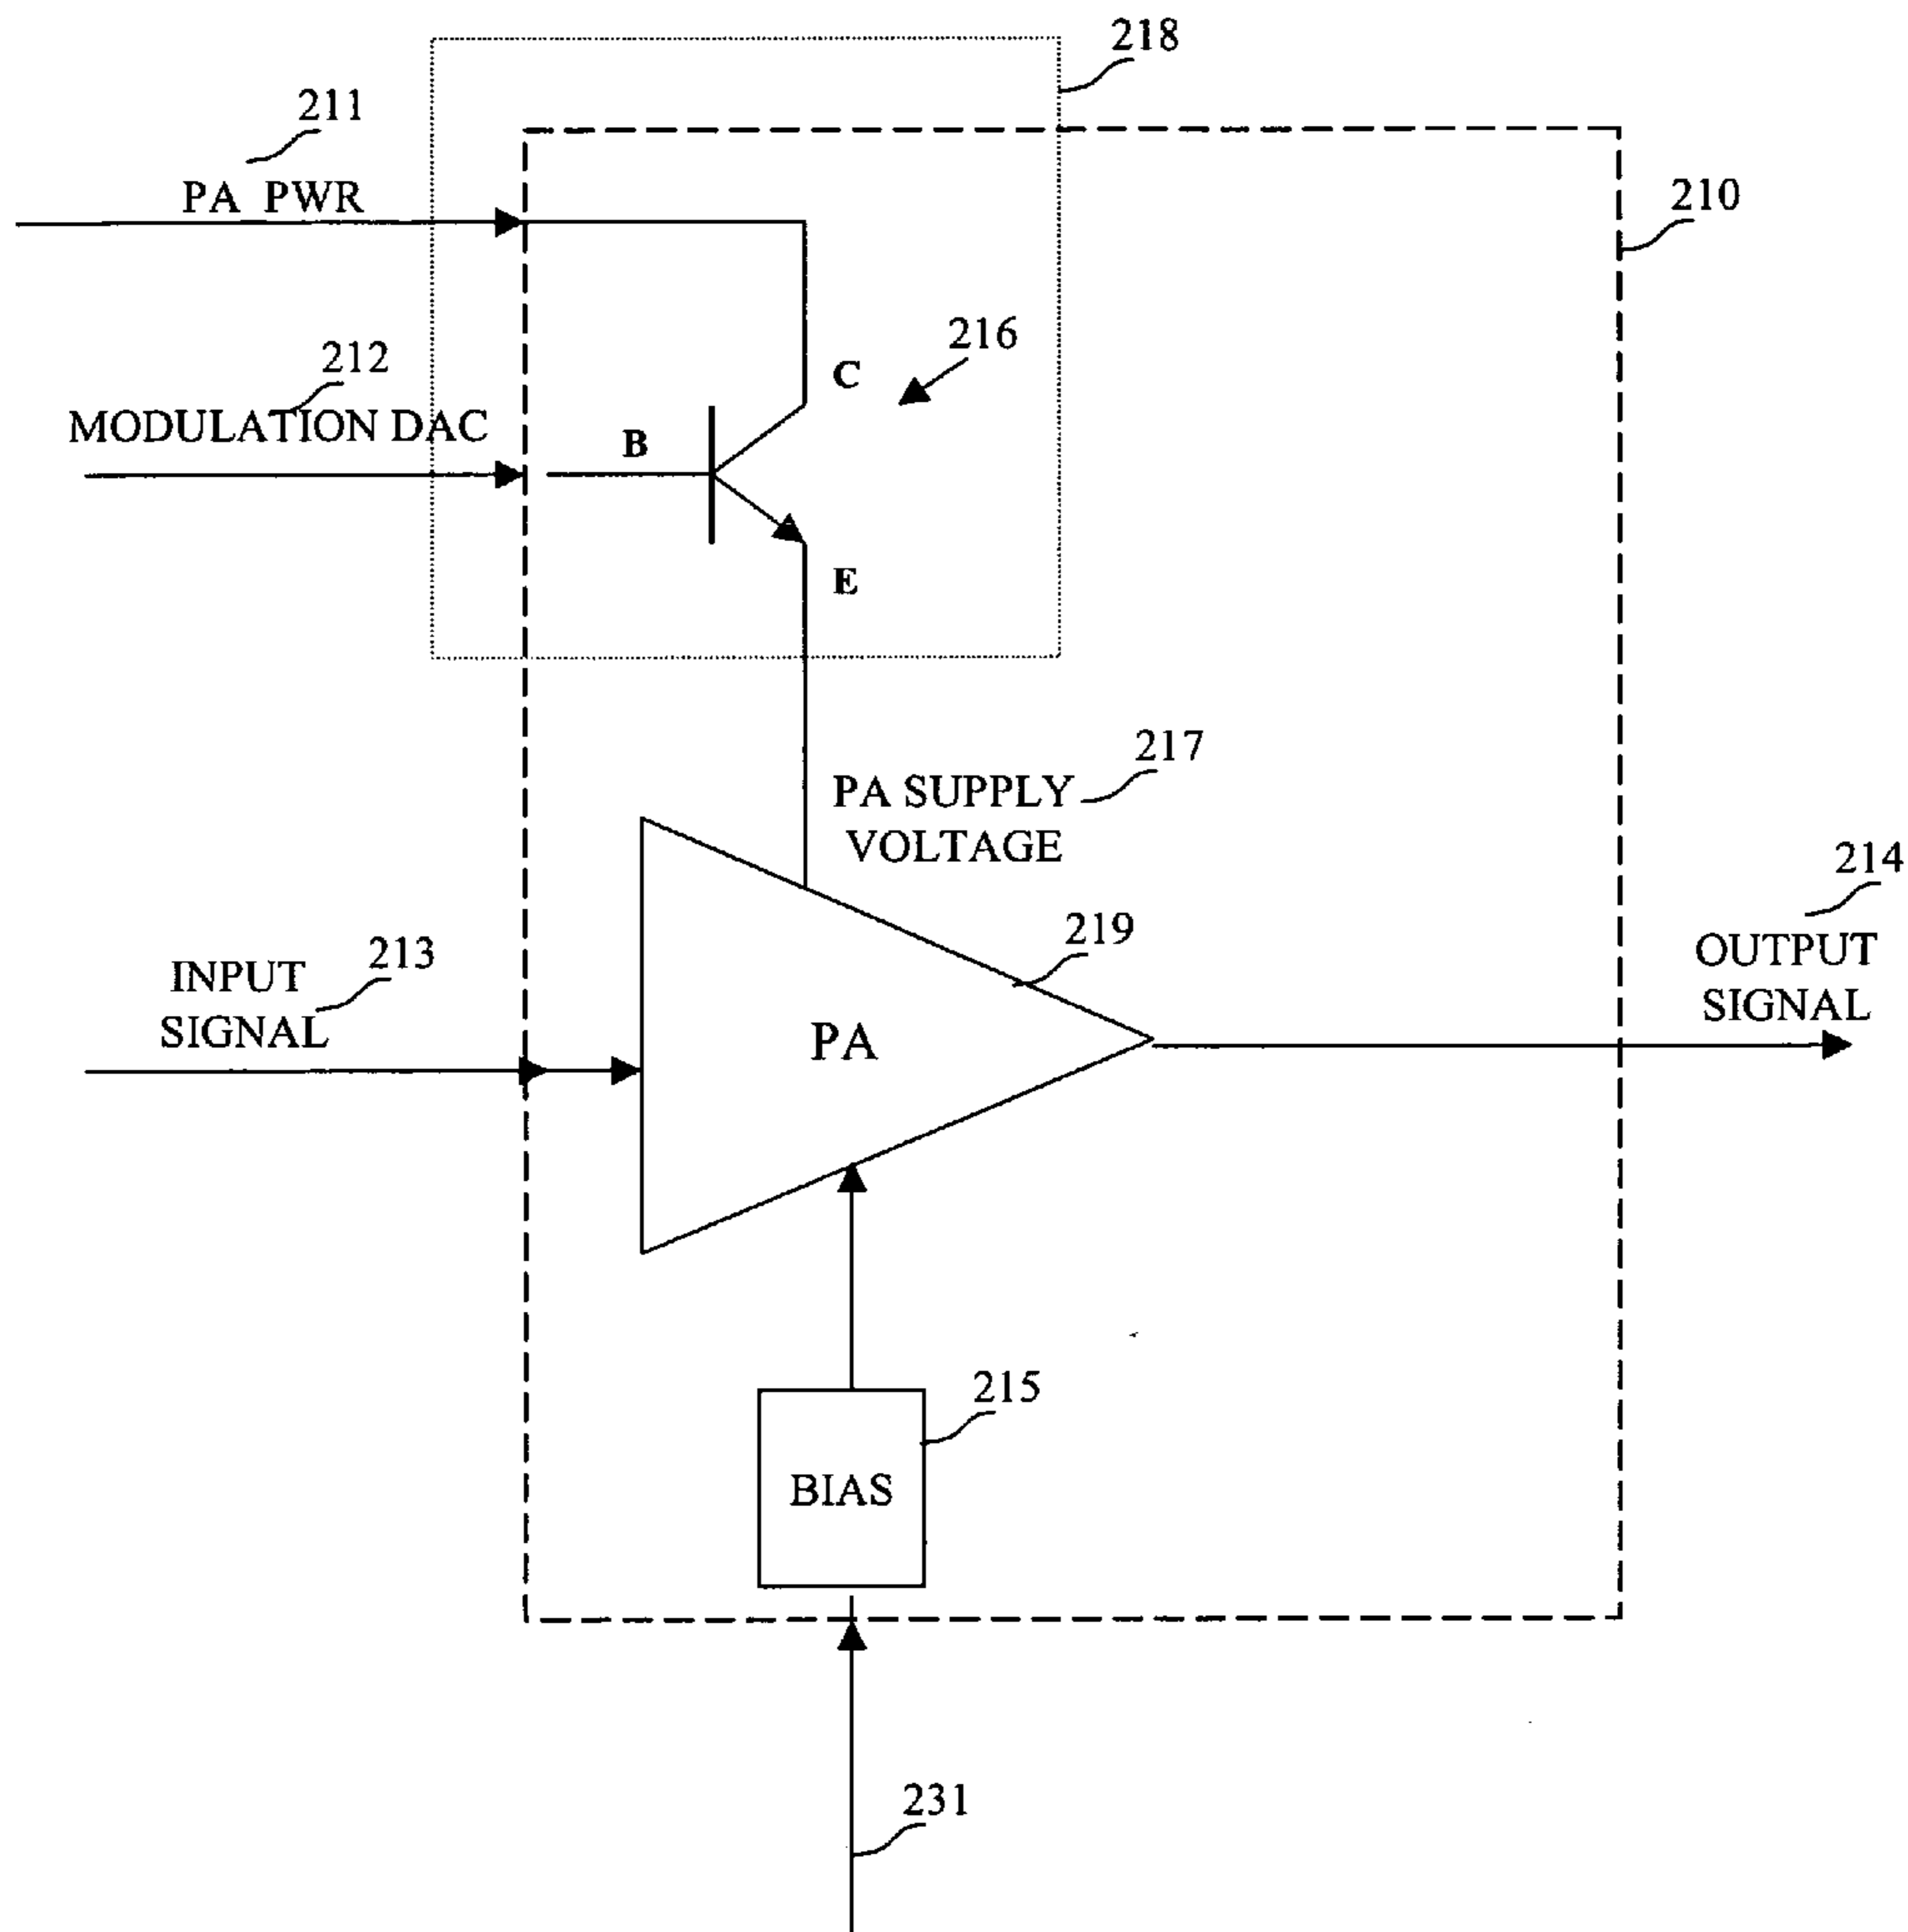 218
211
PA PWR
210
216
212
C
MODULATION DAC
B
E
217
PA SUPPLY
VOLTAGE
214
219
OUTPUT
SIGNAL
213
INPUT
SIGNAL
PA
215
BIAS
231